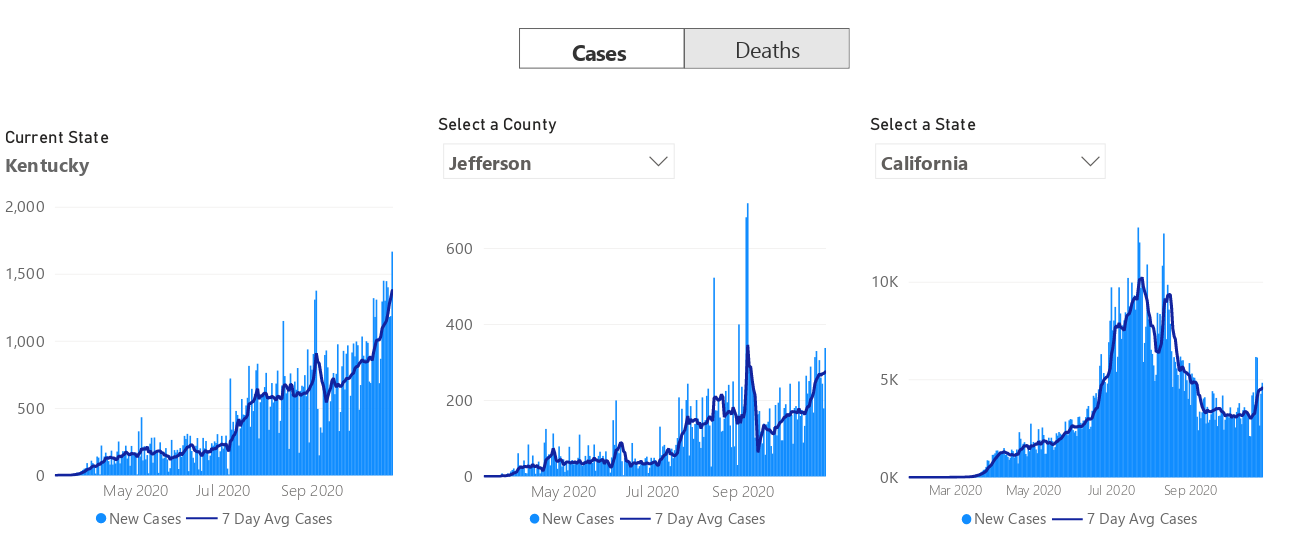 Cases Deaths
Current State
Kentucky
2,000
1,500
1,000
500
0
May 2020 Jul 2020 Sep 2020
New Cases 7 Day Avg Cases
Select a County
Jefferson
600
400
200
0
May 2020 Jul 2020 Sep 2020
New Cases 7 Day Avg Cases
Select a State
California
10K
5K
0K
Mar 2020 May 2020 Jul 2020 Sep 2020
New Cases 7 Day Avg Cases